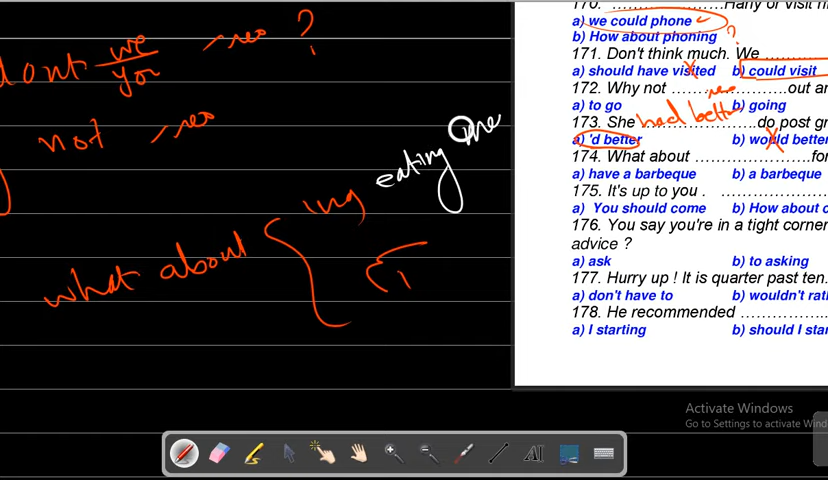 dont we ?
you
not
what about ing eating
170. ..................Harry or visit h
a) we could phone
b) How about phoning ?
171. Don't think much. We ...........
a) should have visited b) could visit
172. Why not ........................out an
a) to go b) going
173. She had better do post gr
a) 'd better b) would better
174. What about ........................for
a) have a barbeque b) a barbeque
175. It's up to you . ......................
a) You should come b) How about c
176. You say you're in a tight corner
advice ?
a) ask b) to asking
177. Hurry up ! It is quarter past ten.
a) don't have to b) wouldn't rath
178. He recommended ..................
a) I starting b) should I star
Activate Windows
Go to Settings to activate Wind
AI